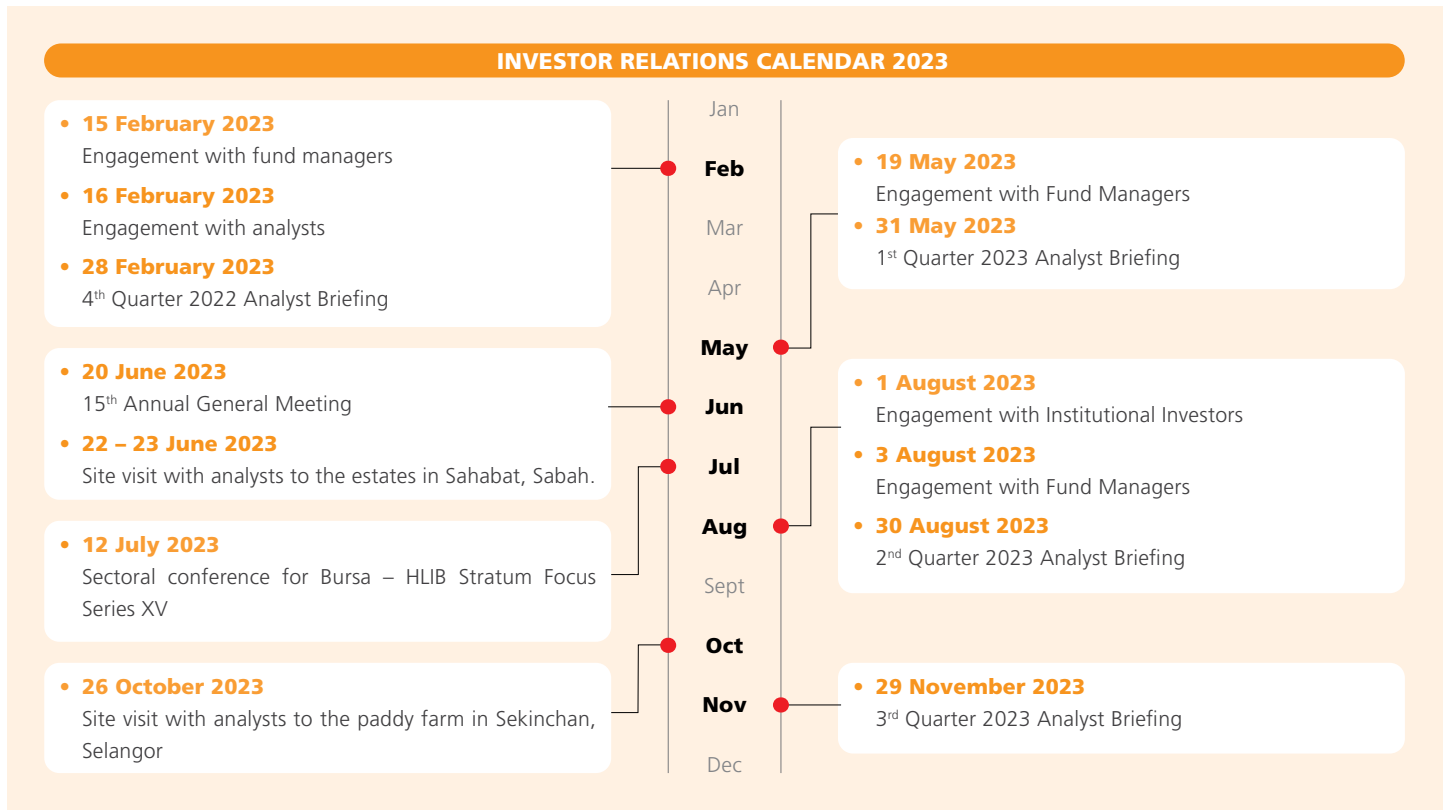 INVESTOR RELATIONS CALENDAR 2023
• 15 February 2023
Engagement with fund managers
• 16 February 2023
Engagement with analysts
• 28 February 2023
4th Quarter 2022 Analyst Briefing
• 20 June 2023
15th Annual General Meeting
• 22 – 23 June 2023
Site visit with analysts to the estates in Sahabat, Sabah.
• 12 July 2023
Sectoral conference for Bursa – HLIB Stratum Focus
Series XV
• 26 October 2023
Site visit with analysts to the paddy farm in Sekinchan,
Selangor
Jan
Feb
Mar
Apr
May
Jun
Jul
Aug
Sept
Oct
Nov
Dec
• 19 May 2023
Engagement with Fund Managers
• 31 May 2023
1st Quarter 2023 Analyst Briefing
• 1 August 2023
Engagement with Institutional Investors
• 3 August 2023
Engagement with Fund Managers
• 30 August 2023
2nd Quarter 2023 Analyst Briefing
• 29 November 2023
3rd Quarter 2023 Analyst Briefing